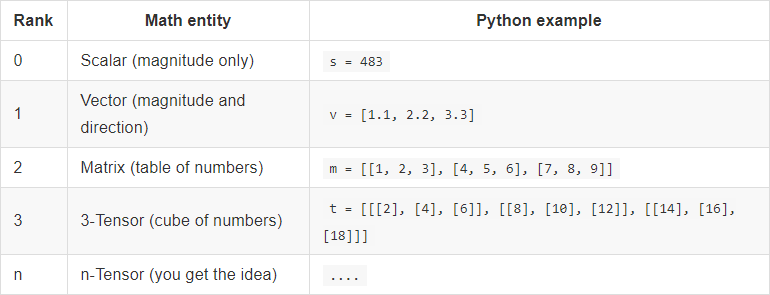 Rank Math entity Python example
0 Scalar (magnitude only) s = 483
Vector (magnitude and
1 v = [1.1, 2.2, 3.3]
direction)
2 Matrix (table of numbers) m = [[1, 2, 3], [4, 5, 6], [7, 8, 9]]
3 3-Tensor (cube of numbers) t = [[[2], [4], [6]], [[8], [10], [12]], [[14], [16],
[18]]]
n n-Tensor (you get the idea) ....